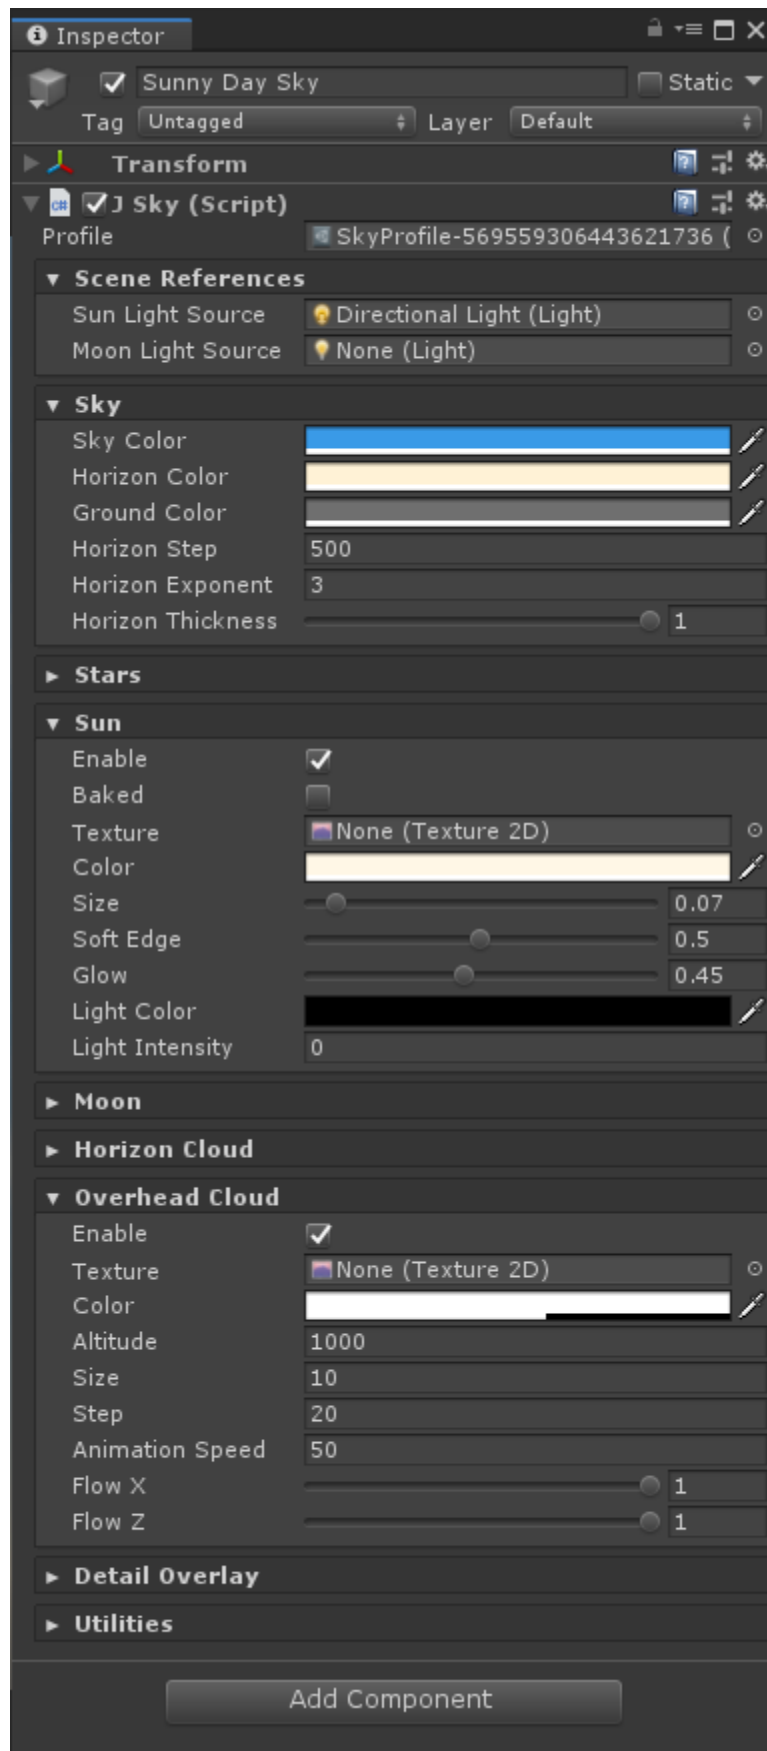 Inspector
Sunny Day Sky Static
Tag Untagged Layer Default
Transform
J Sky (Script)
Profile SkyProfile-569559306443621736 (
Scene References
Sun Light Source Directional Light (Light)
Moon Light Source None (Light)
Sky
Sky Color
Horizon Color
Ground Color
Horizon Step 500
Horizon Exponent 3
Horizon Thickness 1
Stars
Sun
Enable
Baked
Texture None (Texture 2D)
Color
Size 0.07
Soft Edge 0.5
Glow 0.45
Light Color
Light Intensity 0
Moon
Horizon Cloud
Overhead Cloud
Enable
Texture None (Texture 2D)
Color
Altitude 1000
Size 10
Step 20
Animation Speed 50
Flow X 1
Flow Z 1
Detail Overlay
Utilities
Add Component